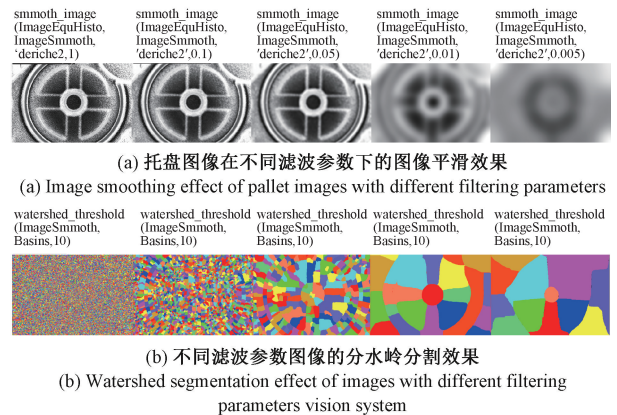 smmoth_image
(ImageEquHisto,
ImageSmmoth,
‘deriche2,1)
smmoth_image
(ImageEquHisto,
ImageSmmoth,
'deriche2',0.1)
smmoth_image
(ImageEquHisto,
ImageSmmoth,
'deriche2',0.05)
smmoth_image
(ImageEquHisto,
ImageSmmoth,
'deriche2',0.01)
smmoth_image
(ImageEquHisto,
ImageSmmoth,
'deriche2',0.005)
(a) 托盘图像在不同滤波参数下的图像平滑效果
(a) Image smoothing effect of pallet images with different filtering parameters
watershed_threshold
(ImageSmmoth,
Basins,10)
watershed_threshold
(ImageSmmoth,
Basins,10)
watershed_threshold
(ImageSmmoth,
Basins,10)
watershed_threshold
(ImageSmmoth,
Basins,10)
watershed_threshold
(ImageSmmoth,
Basins,10)
(b) 不同滤波参数图像的分水岭分割效果
(b) Watershed segmentation effect of images with different filtering
parameters vision system